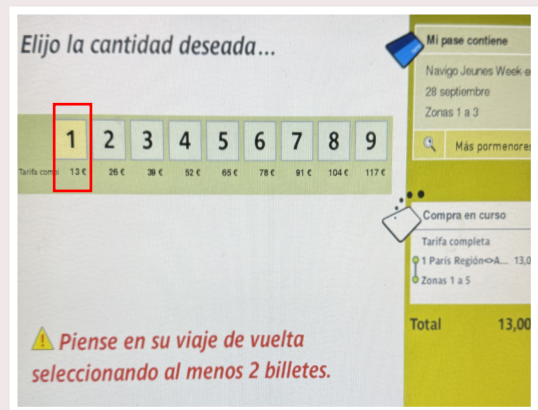 Elijo la cantidad deseada...
1 2 3 4 5 6 7 8 9
Tarifa 13 € 26 € 39 € 52 € 65 € 78 € 91 € 104 € 117 €
Piense en su viaje de vuelta
seleccionando al menos 2 billetes.
Mi pase contiene
Navigo Jeunes Week-e
28 septiembre
Zonas 1 a 3
Más pormenores
Compra en curso
Tarifa completa
1 París Región<>A... 13,0
Zonas 1 a 5
Total 13,00